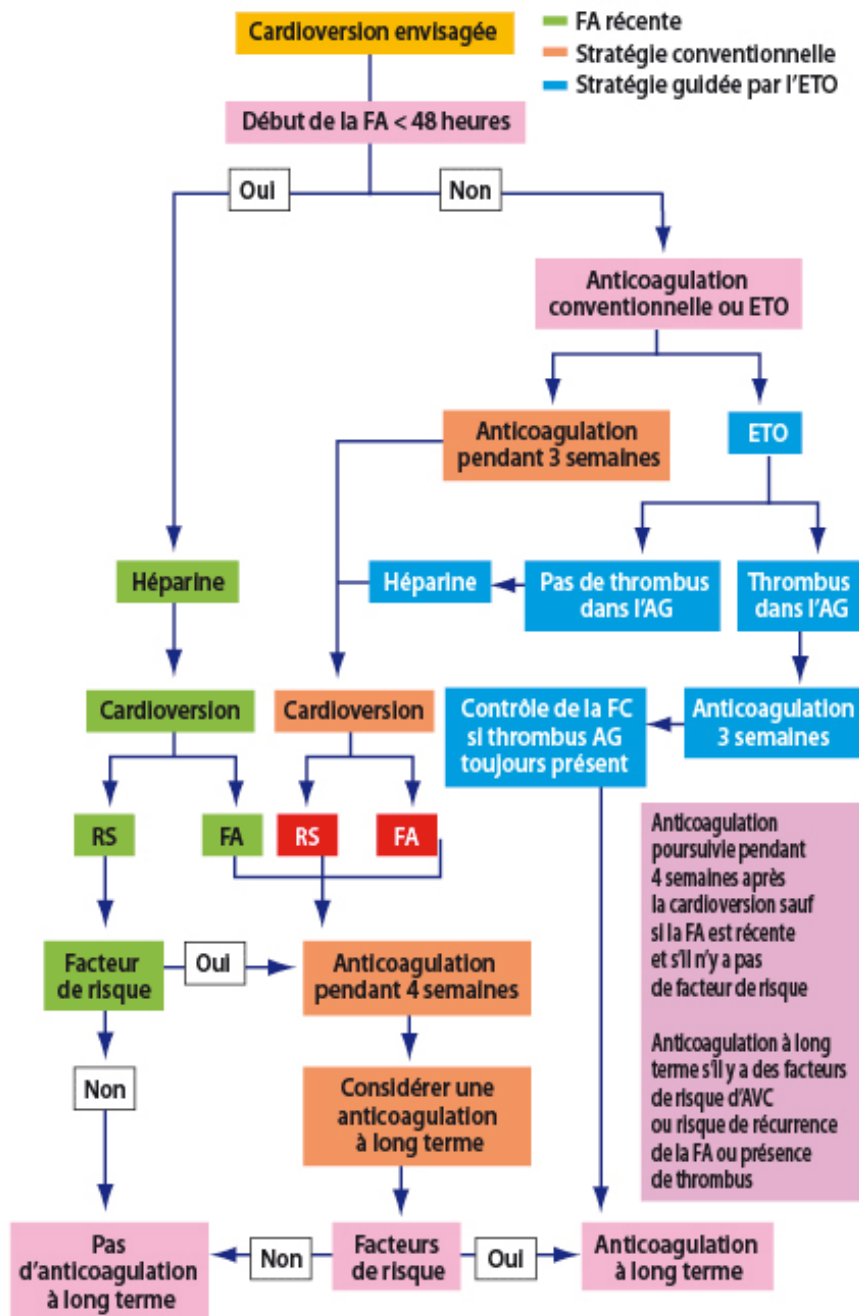 Cardioversion envisagée
FA récente
Stratégie conventionnelle
Stratégie guidée par l'ETO
Début de la FA < 48 heures
Oui
Non
Anticoagulation
conventionnelle ou ETO
Anticoagulation
pendant 3 semaines
ETO
Héparine
Héparine
Pas de thrombus
dans l'AG
Thrombus
dans l'AG
Cardioversion
Cardioversion
Contrôle de la FC
si thrombus AG
toujours présent
Anticoagulation
3 semaines
RS
FA
RS
FA
Anticoagulation
poursuivie pendant
4 semaines après
la cardioversion sauf
si la FA est récente
et s'il n'y a pas
de facteur de risque
Anticoagulation à long
terme s'il y a des facteurs
de risque d'AVC
ou risque de récurrence
de la FA ou présence
de thrombus
Facteur
de risque
Oui
Anticoagulation
pendant 4 semaines
Non
Considérer une
anticoagulation
à long terme
Pas
d'anticoagulation
à long terme
Non
Facteurs
de risque
Oui
Anticoagulation
à long terme